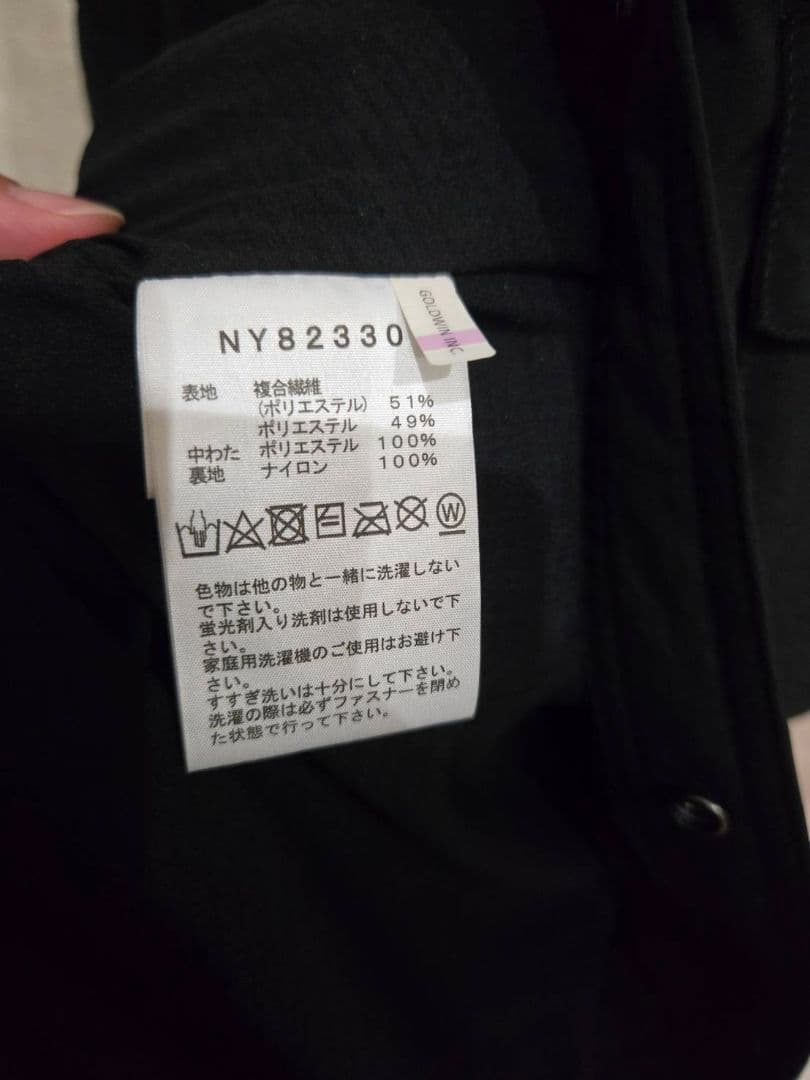 NY82330
GOLDWIN INC
表地 複合繊維
(ポリエステル) 51%
ポリエステル 49%
中わた ポリエステル 100%
裏地 ナイロン 100%
W
色物は他の物と一緒に洗濯しない
で下さい。
蛍光剤入り洗剤は使用しないで下
さい。
家庭用洗濯機のご使用はお避け下
さい。
すすぎ洗いは十分にして下さい。
洗濯の際は必ずファスナーを閉め
た状態で行って下さい。